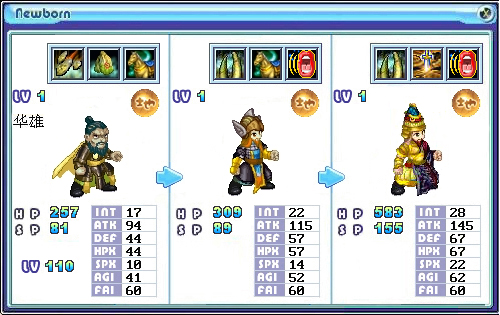 Newborn
LV 1
LV 1
LV 1
华雄
HP 257
SP 81
LV 110
INT 17
ATK 94
DEF 44
HPX 44
SPX 10
AGI 41
FAI 60
HP 309
SP 89
INT 22
ATK 115
DEF 57
HPX 57
SPX 14
AGI 52
FAI 60
HP 583
SP 155
INT 28
ATK 145
DEF 67
HPX 67
SPX 22
AGI 62
FAI 60